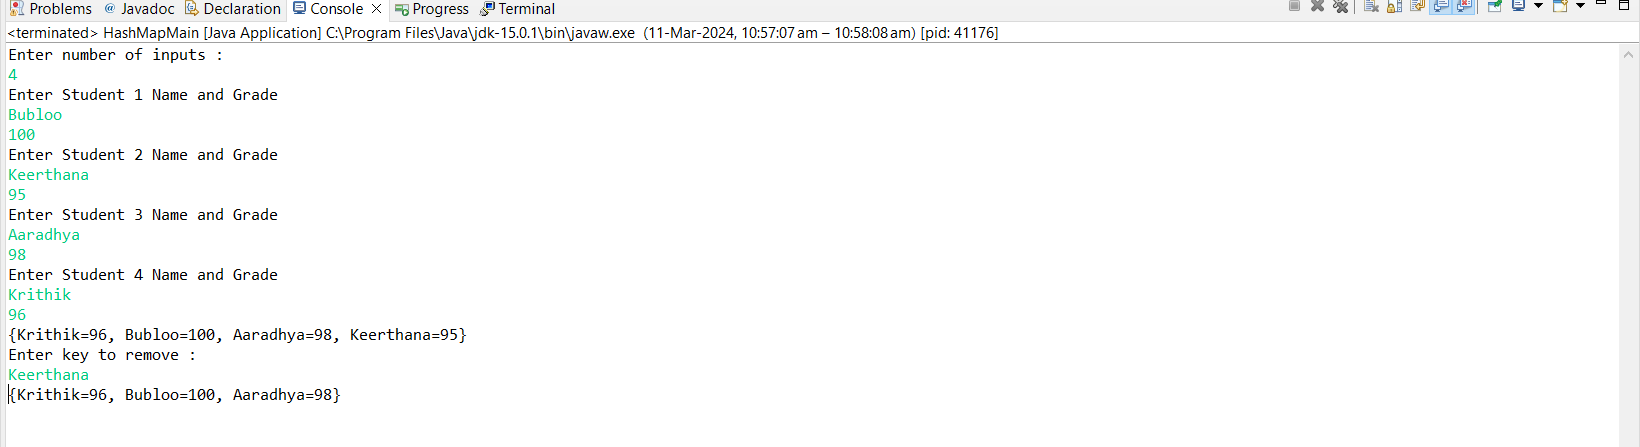 Problems Javadoc Declaration Console Progress Terminal
<terminated> HashMapMain [Java Application] C:\Program Files\Java\jdk-15.0.1\bin\javaw.exe (11-Mar-2024, 10:57:07 am – 10:58:08 am) [pid: 41176]
Enter number of inputs :
4
Enter Student 1 Name and Grade
Bubloo
100
Enter Student 2 Name and Grade
Keerthana
95
Enter Student 3 Name and Grade
Aaradhya
98
Enter Student 4 Name and Grade
Krithik
96
{Krithik=96, Bubloo=100, Aaradhya=98, Keerthana=95}
Enter key to remove :
Keerthana
{Krithik=96, Bubloo=100, Aaradhya=98}